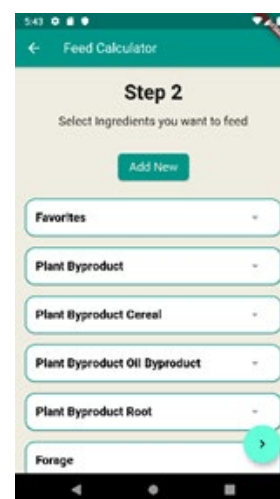 5:43
Feed Calculator
Step 2
Select Ingredients you want to feed
Add New
Favorites
Plant Byproduct
Plant Byproduct Cereal
Plant Byproduct Oil Byproduct
Plant Byproduct Root
Forage